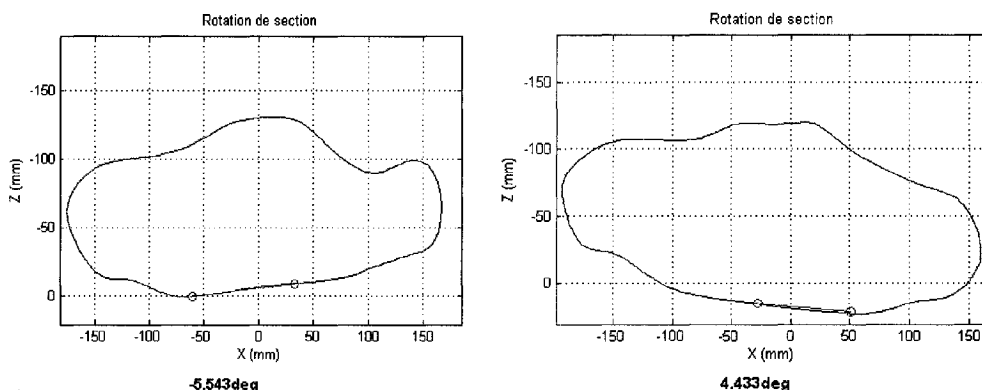 Rotation de section
-150
-100
-50
0
Z (mm)
-150 -100 -50 0 50 100 150
X (mm)
-5.543deg
Rotation de section
-150
-100
-50
0
Z (mm)
-150 -100 -50 0 50 100 150
X (mm)
4.433deg